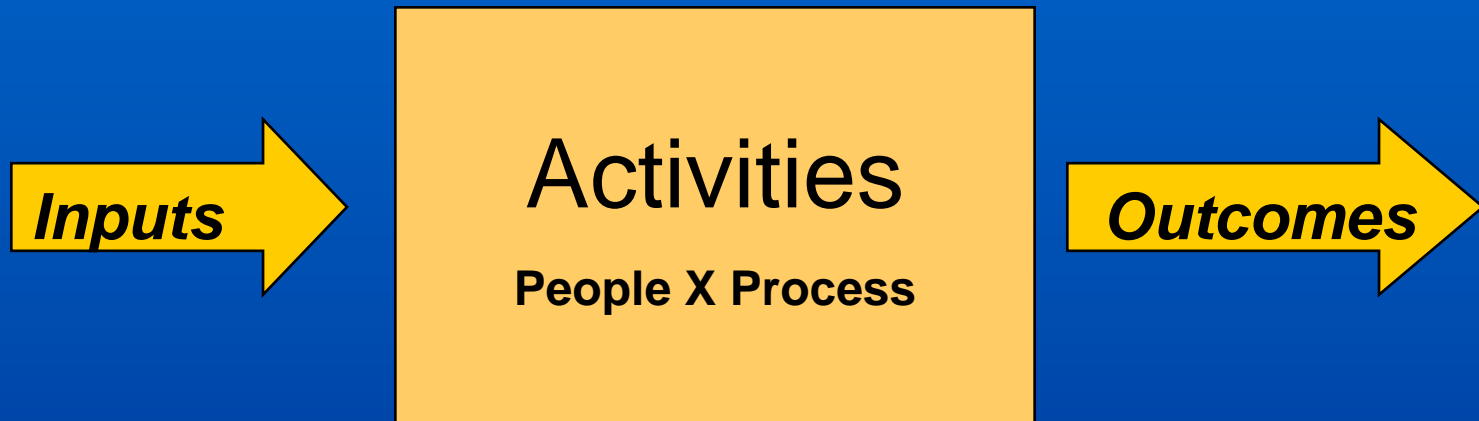 Inputs
Activities
People X Process
Outcomes